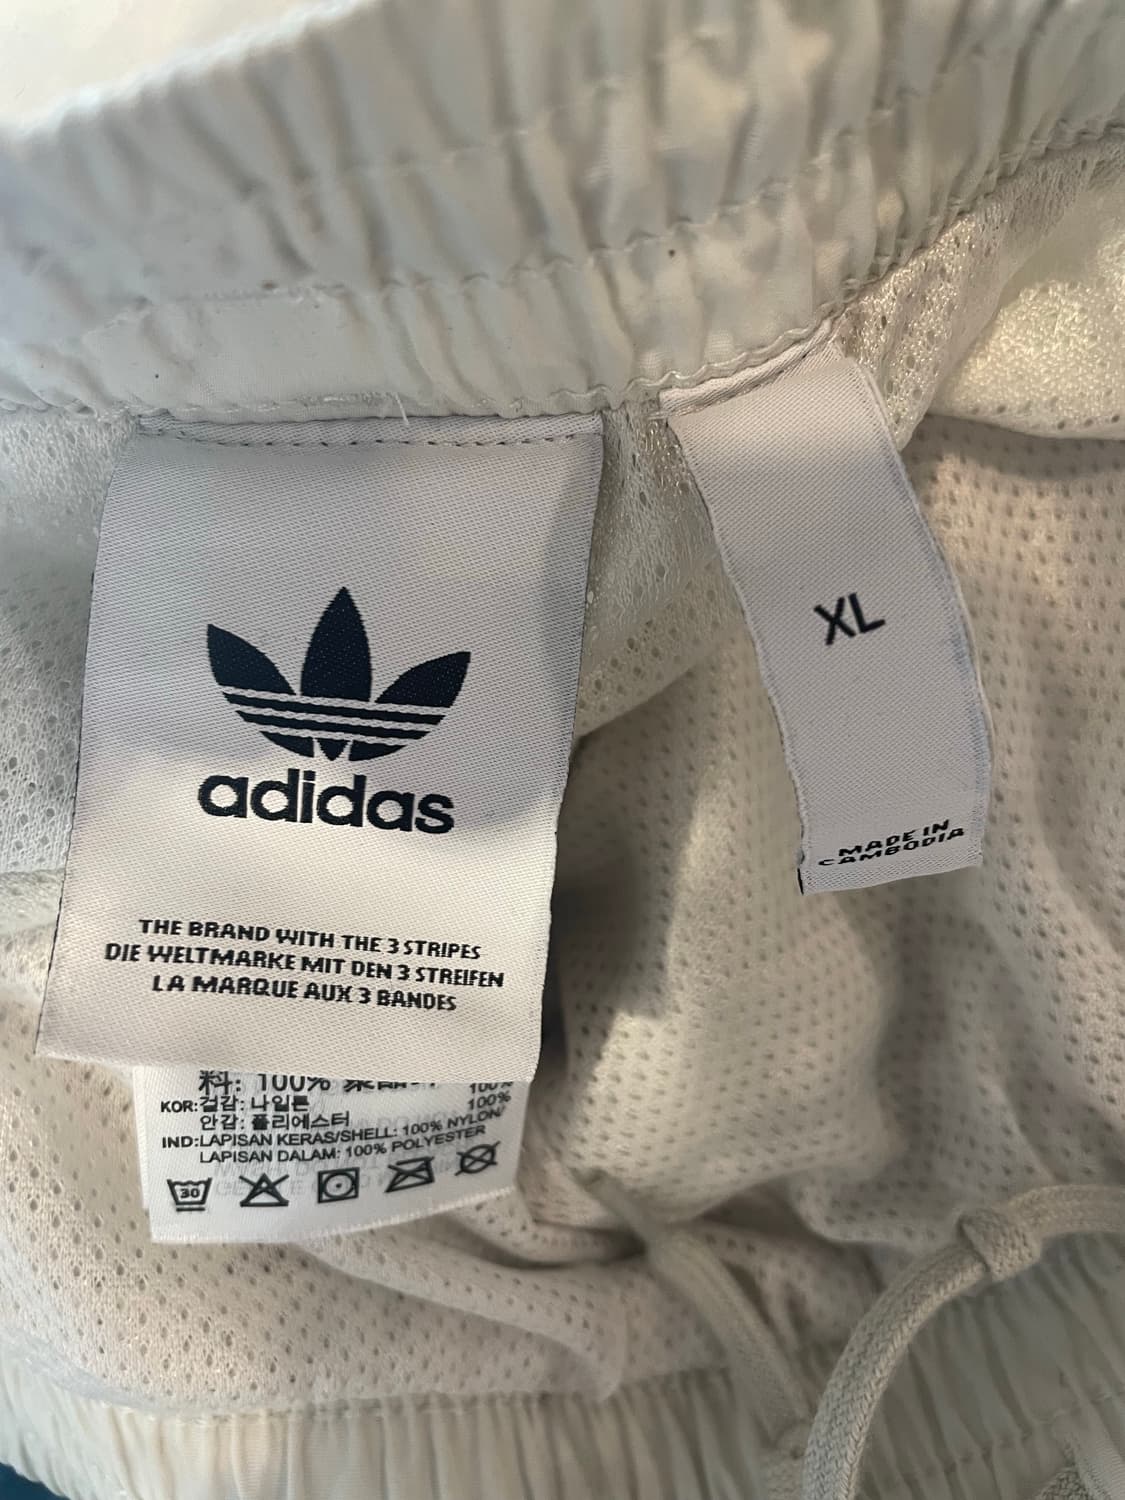 adidas
THE BRAND WITH THE 3 STRIPES
DIE WELTMARKE MIT DEN 3 STREIFEN
LA MARQUE AUX 3 BANDES
XL
MADE IN
CAMBODIA
料: 100% 100%
KOR:겉감: 나일론 100%
안감: 폴리에스터 100%
IND:LAPISAN KERAS/SHELL: 100% NYLON/
LAPISAN DALAM: 100% POLYESTER
30